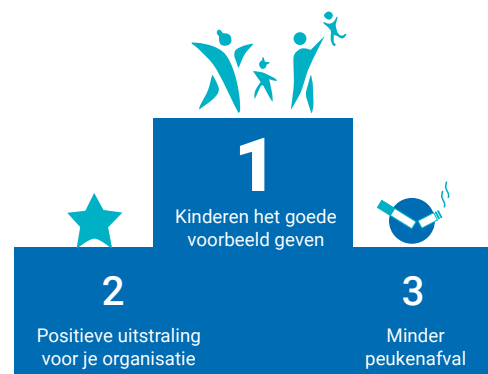 1
Kinderen het goede
voorbeeld geven
2
Positieve uitstraling
voor je organisatie
3
Minder
peukenafval